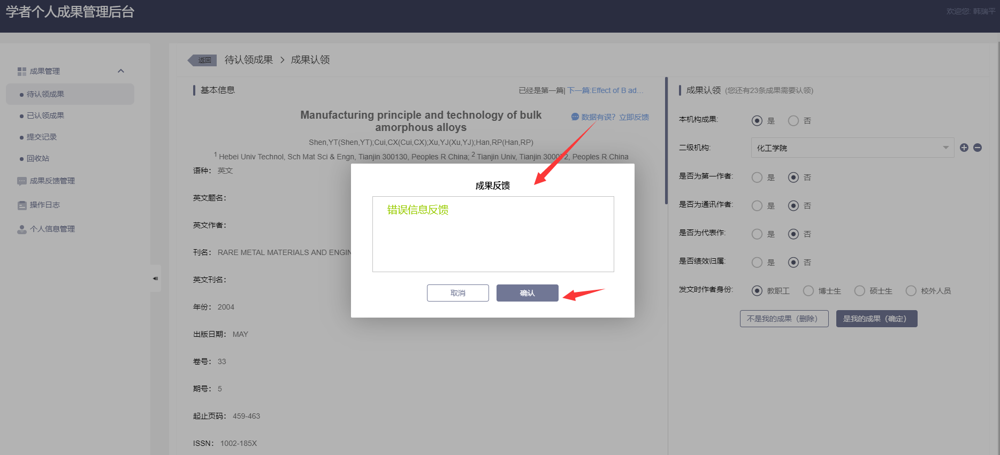 学者个人成果管理后台
欢迎您: 韩瑞平
成果管理
待认领成果
已认领成果
提交记录
回收站
成果反馈管理
操作日志
个人信息管理
返回 待认领成果 > 成果认领
基本信息
已经是第一篇| 下一篇:Effect of B ad...
Manufacturing principle and technology of bulk
amorphous alloys
数据有误? 立即反馈
Shen,YT(Shen,YT);Cui,CX(Cui,CX);Xu,YJ(Xu,YJ);Han,RP(Han,RP)
1 Hebei Univ Technol, Sch Mat Sci & Engn, Tianjin 300130, Peoples R China; 2 Tianjin Univ, Tianjin 300072, Peoples R China
语种: 英文
英文题名:
英文作者:
刊名: RARE METAL MATERIALS AND ENGIN
英文刊名:
年份: 2004
出版日期: MAY
卷号: 33
期号: 5
起止页码: 459-463
ISSN: 1002-185X
成果反馈
错误信息反馈
取消 确认
成果认领 (您还有23条成果需要认领)
本机构成果: 是 否
二级机构: 化工学院
是否为第一作者: 是 否
是否为通讯作者: 是 否
是否为代表作: 是 否
是否绩效归属: 是 否
发文时作者身份: 教职工 博士生 硕士生 校外人员
不是我的成果（删除） 是我的成果（确定）